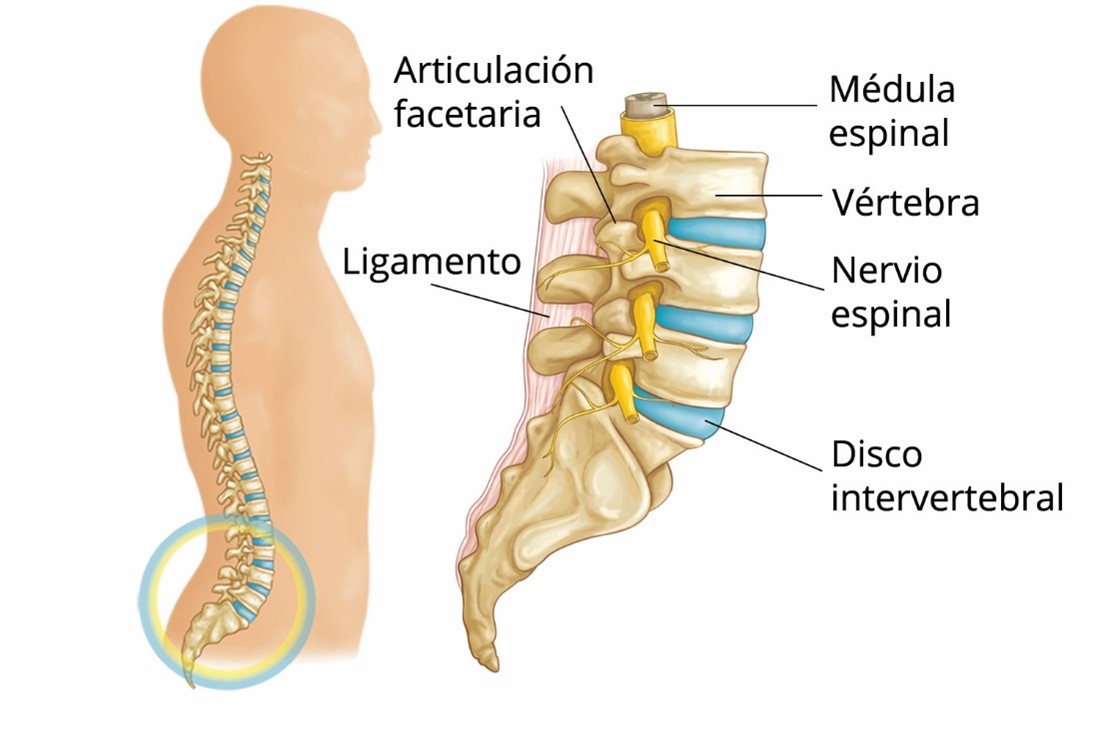 Articulación
facetaria
Ligamento
Médula
espinal
Vértebra
Nervio
espinal
Disco
intervertebral